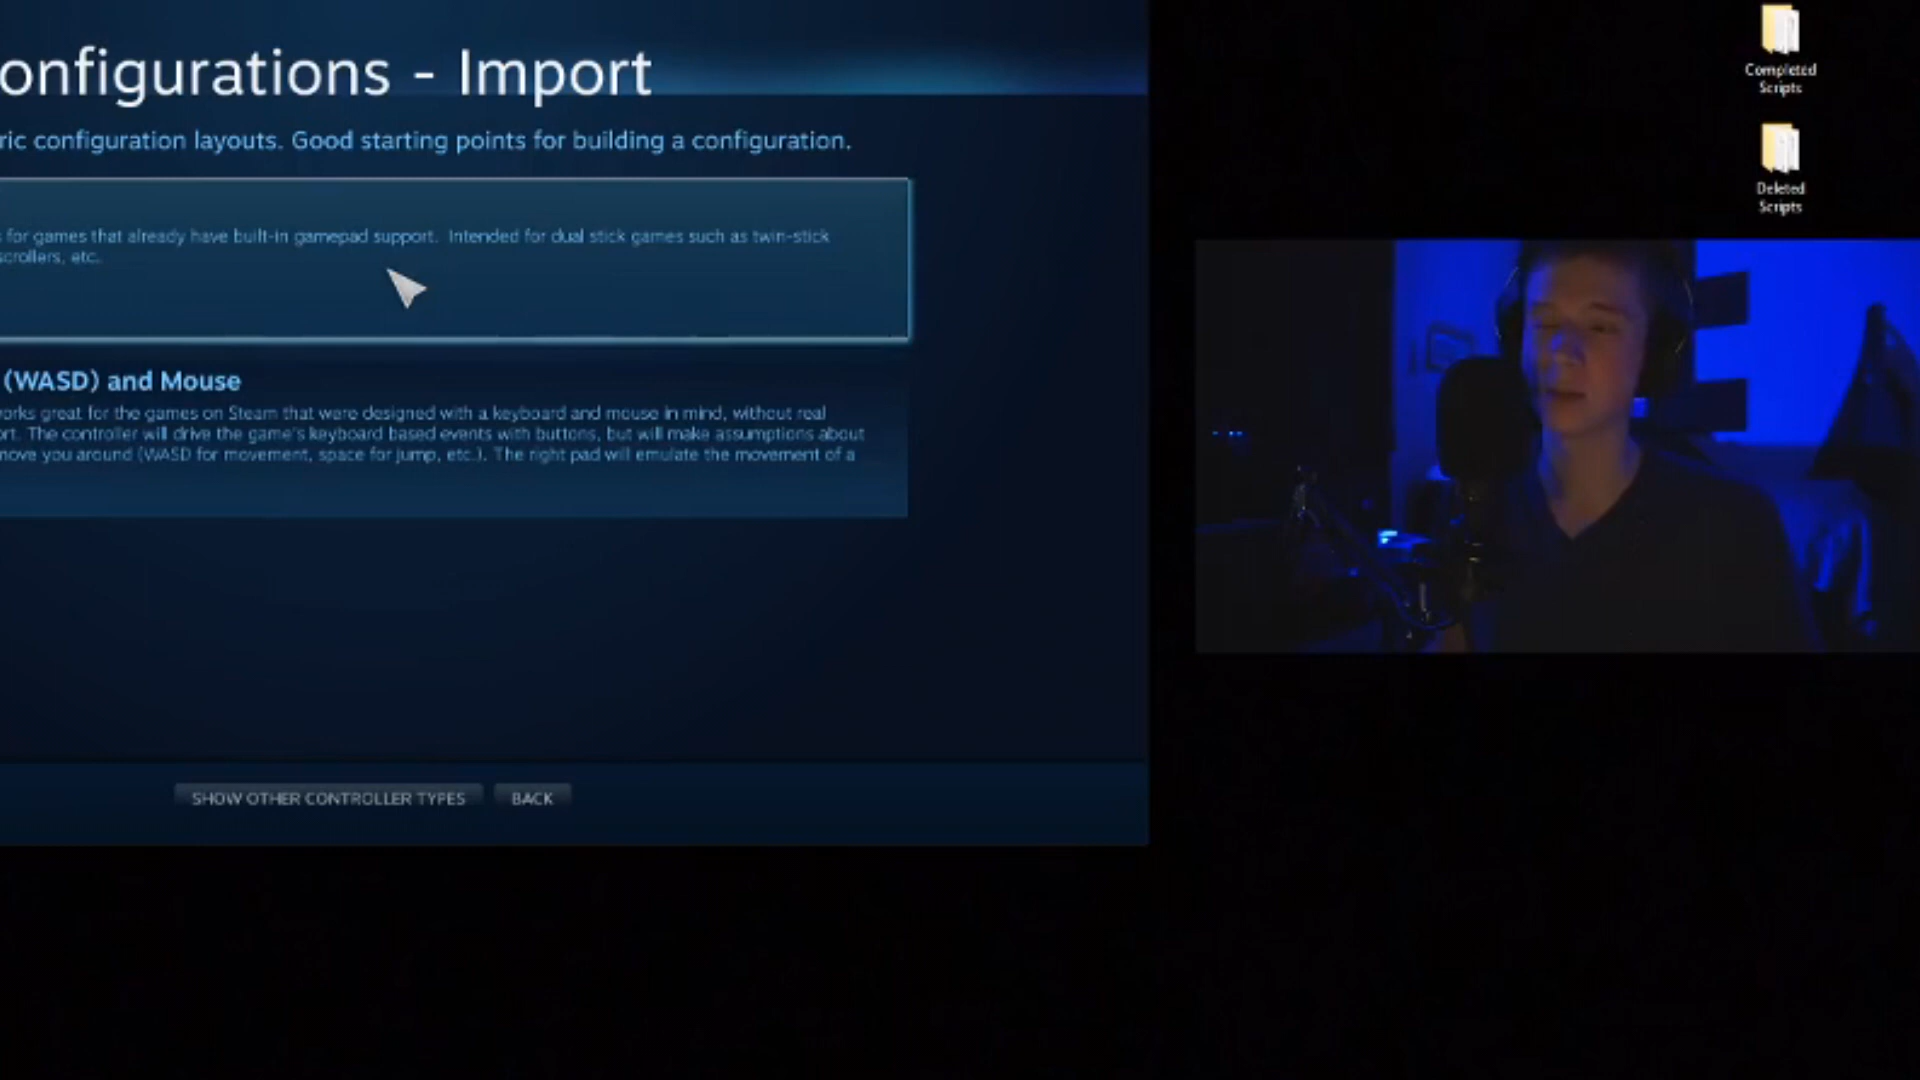 onfigurations - Import
ric configuration layouts. Good starting points for building a configuration.
for games that already have built-in gamepad support. Intended for dual stick games such as twin-stick
scrollers, etc.
(WASD) and Mouse
orks great for the games on Steam that were designed with a keyboard and mouse in mind, without real
ort. The controller will drive the game's keyboard based events with buttons, but will make assumptions about
move you around (WASD for movement, space for jump, etc.). The right pad will emulate the movement of a
SHOW OTHER CONTROLLER TYPES
BACK
Completed
Scripts
Deleted
Scripts